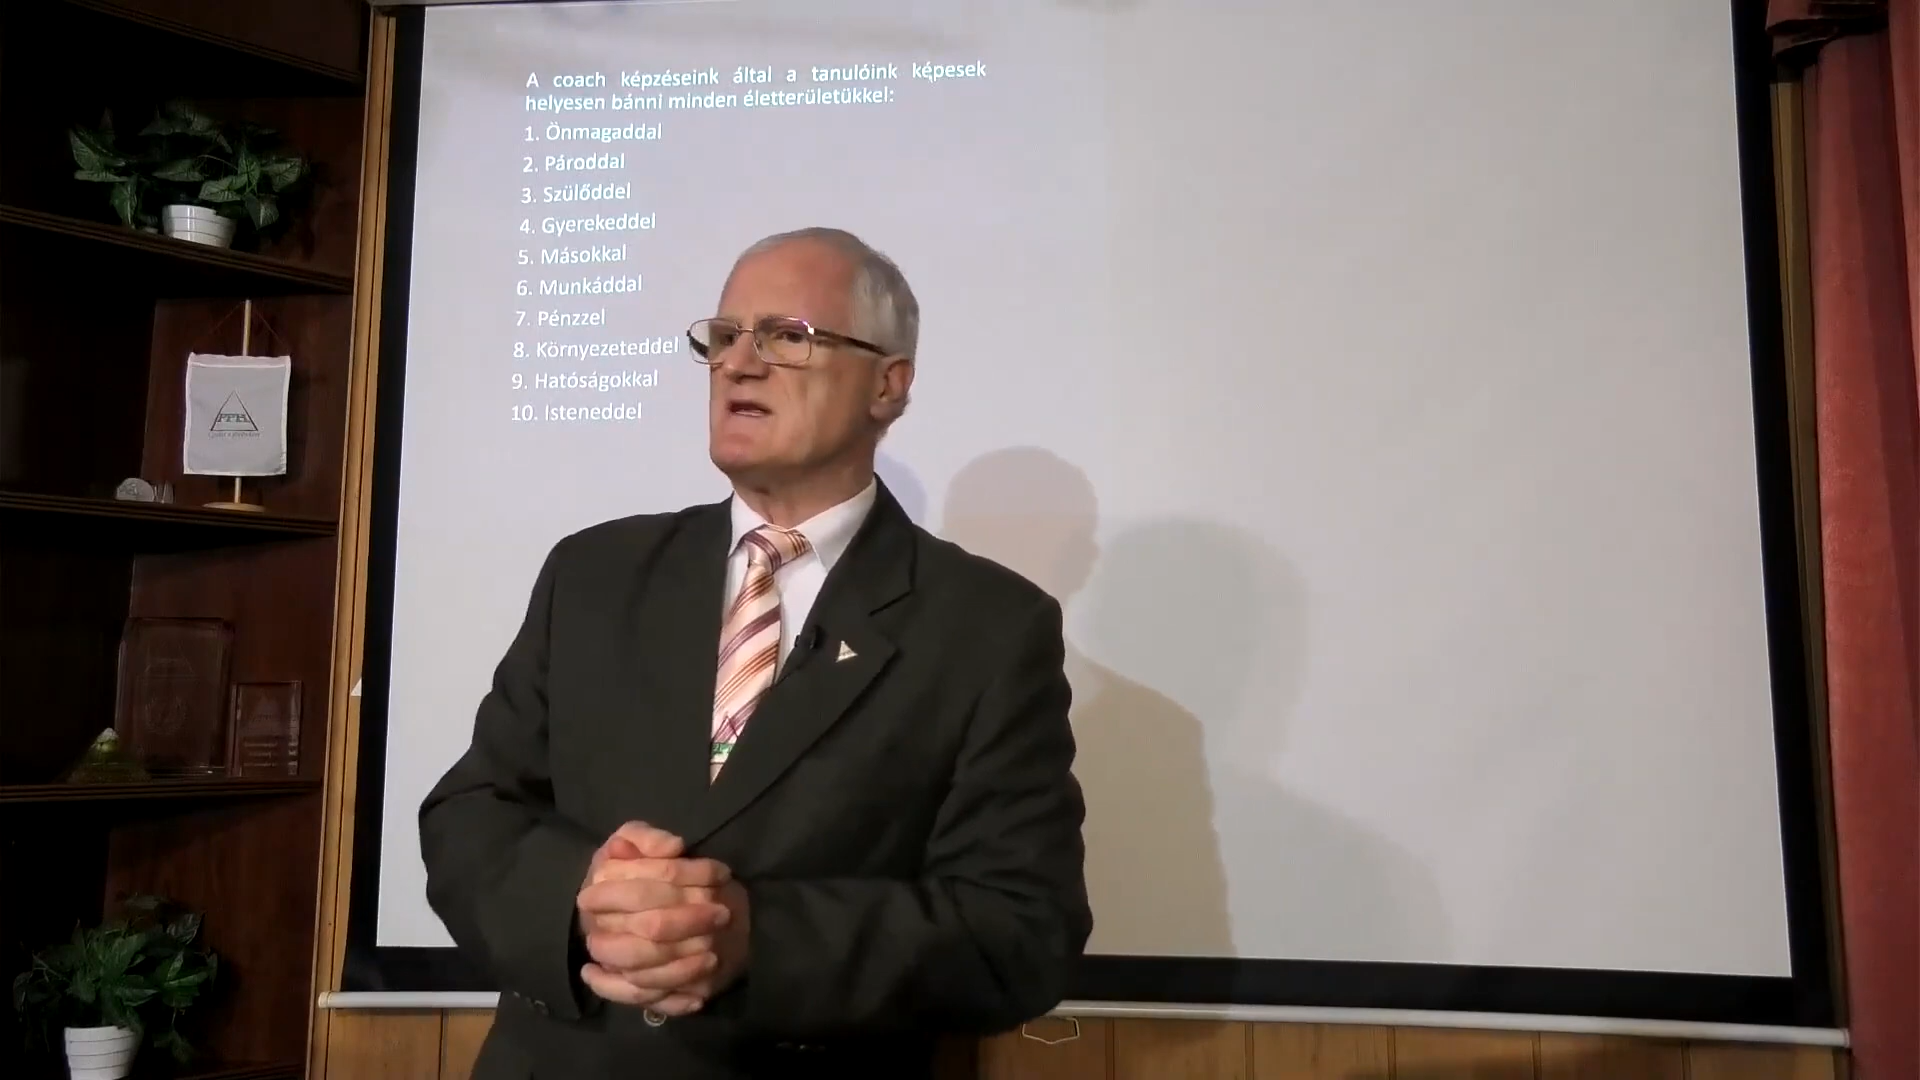 A coach képzéseink által a tanulóink képesek
helyesen bánni minden életterületükkel:
1. Önmagaddal
2. Pároddal
3. Szülőddel
4. Gyerekeddel
5. Másokkal
6. Munkáddal
7. Pénzzel
8. Környezeteddel
9. Hatóságokkal
10. Isteneddel